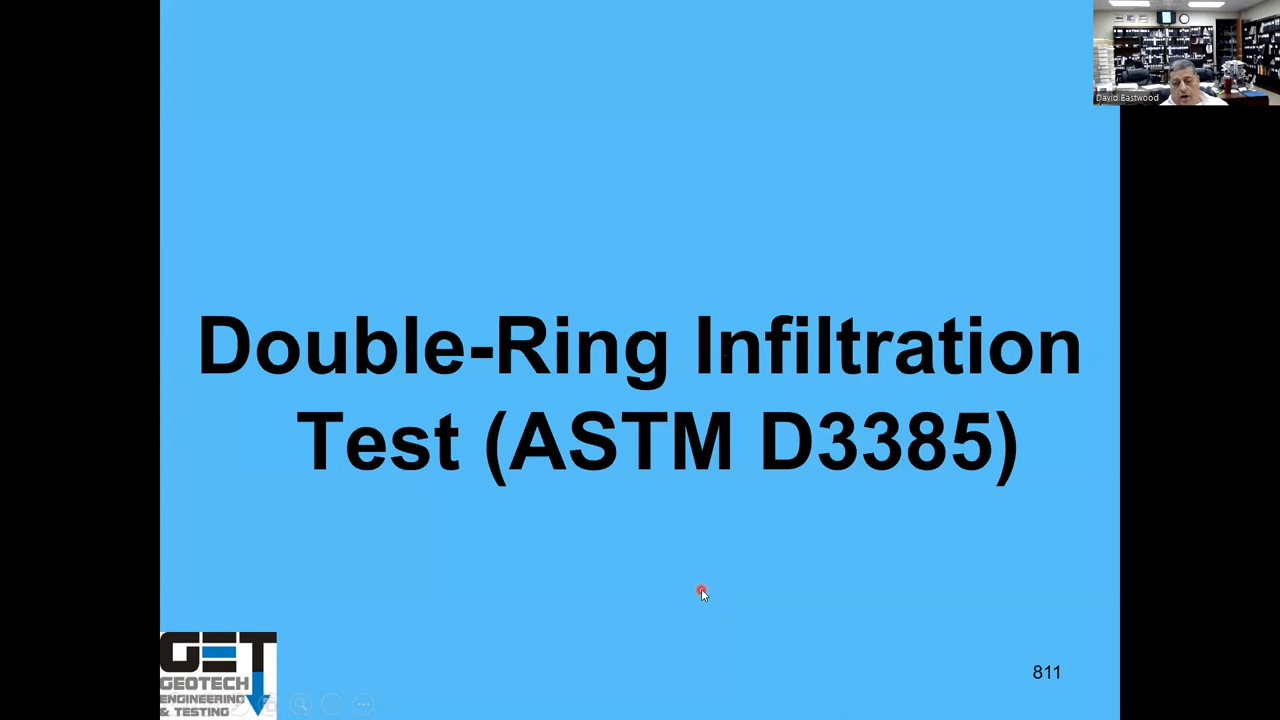 David Eastwood
Double-Ring Infiltration
Test (ASTM D3385)
GET
GEOTECH
ENGINEERING
& TESTING
811